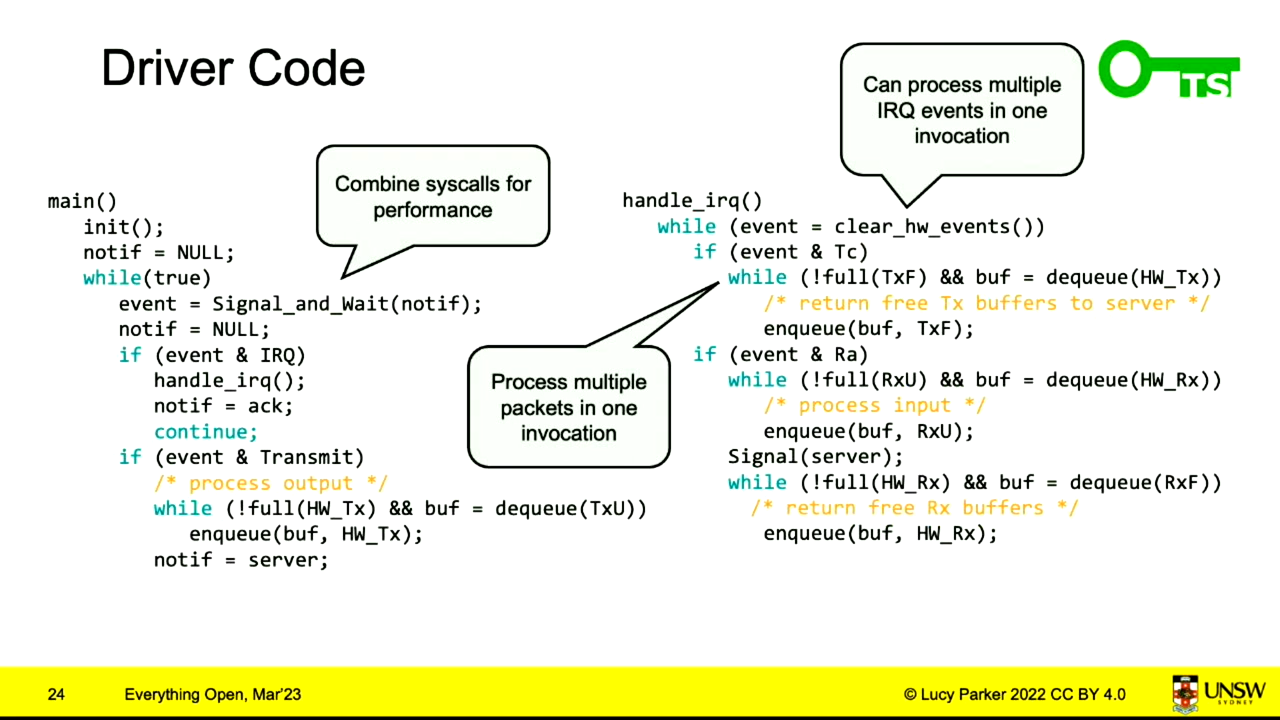 Driver Code
Can process multiple
IRQ events in one
invocation
TS
Combine syscalls for
performance
main()
init();
notif = NULL;
while(true)
event = Signal_and_Wait(notif);
notif = NULL;
if (event & IRQ)
handle_irq();
notif = ack;
continue;
if (event & Transmit)
/* process output */
while (!full(HW_Tx) && buf = dequeue(TxU))
enqueue(buf, HW_Tx);
notif = server;
Process multiple
packets in one
invocation
handle_irq()
while (event = clear_hw_events())
if (event & Tc)
while (!full(TxF) && buf = dequeue(HW_Tx))
/* return free Tx buffers to server */
enqueue(buf, TxF);
if (event & Ra)
while (!full(RxU) && buf = dequeue(HW_Rx))
/* process input */
enqueue(buf, RxU);
Signal(server);
while (!full(HW_Rx) && buf = dequeue(RxF))
/* return free Rx buffers */
enqueue(buf, HW_Rx);
24
Everything Open, Mar'23
© Lucy Parker 2022 CC BY 4.0
UNSW
SYDNEY